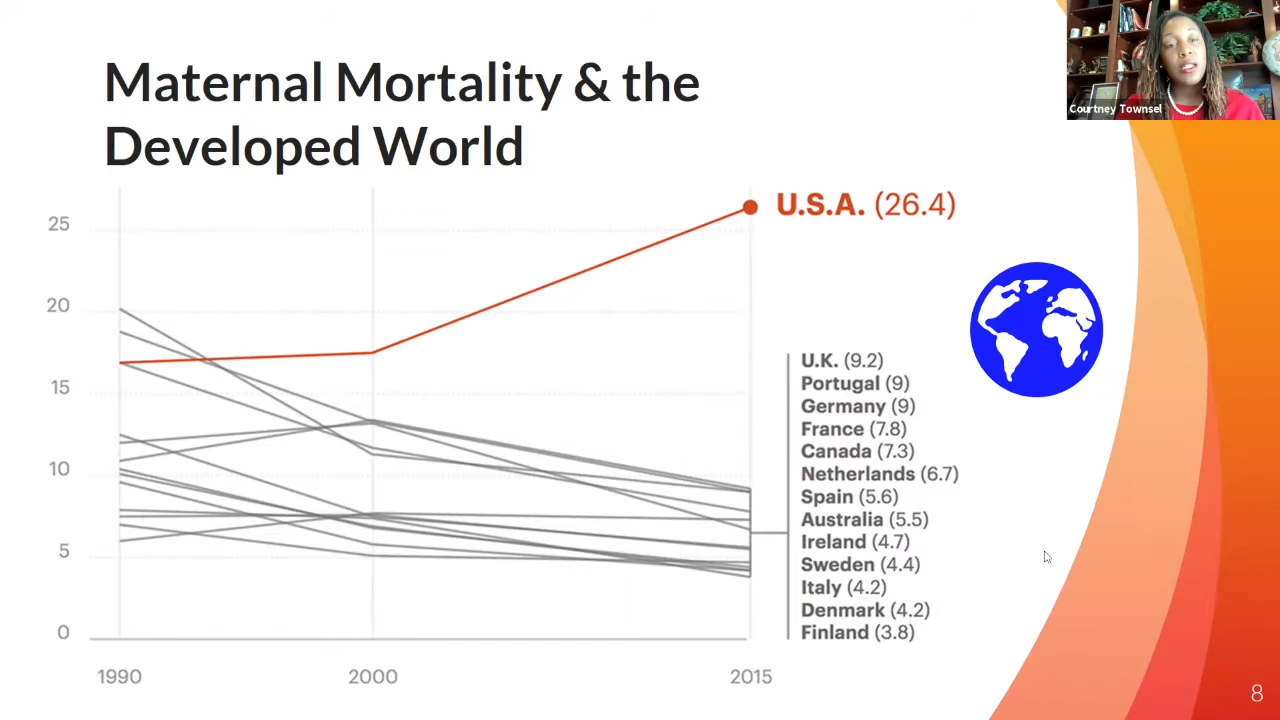 Maternal Mortality & the
Developed World
Courtney Townsel
25
20
15
10
5
0
1990
2000
2015
U.S.A. (26.4)
U.K. (9.2)
Portugal (9)
Germany (9)
France (7.8)
Canada (7.3)
Netherlands (6.7)
Spain (5.6)
Australia (5.5)
Ireland (4.7)
Sweden (4.4)
Italy (4.2)
Denmark (4.2)
Finland (3.8)
8